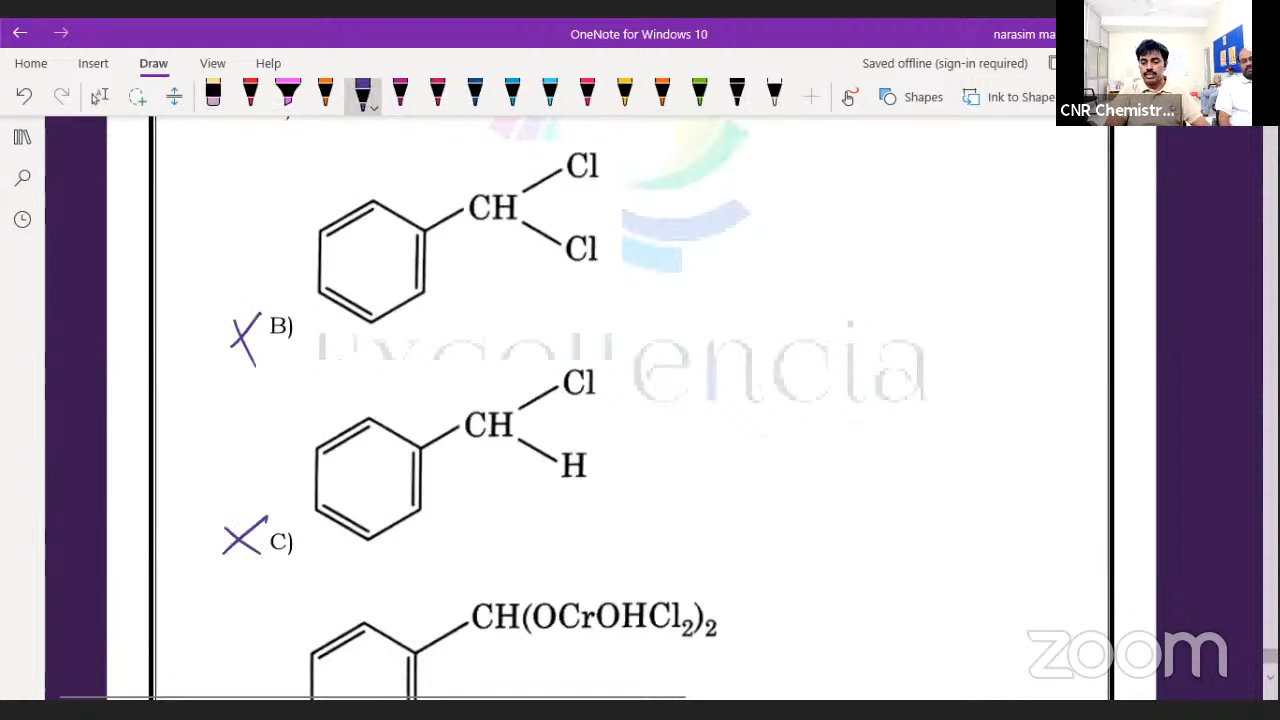 OneNote for Windows 10
narasim ma
Home Insert Draw View Help
Saved offline (sign-in required)
Shapes
Ink to Shape
CNR Chemistr...
Cl
CH
Cl
B)
Excellencia
Cl
CH
H
C)
CH(OCrOHCl₂)₂
zoom